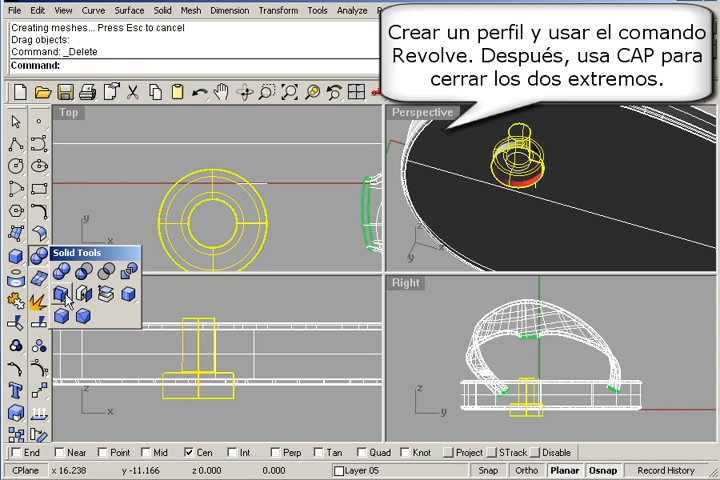 File Edit View Curve Surface Solid Mesh Dimension Transform Tools Analyze
Creating meshes... Press Esc to cancel
Drag objects:
Command: _Delete
Command:
Crear un perfil y usar el comando
Revolve. Después, usa CAP para
cerrar los dos extremos.
Top
Perspective
y
x
z
y
x
Solid Tools
Right
z
x
z
y
End Near Point Mid Cen Int Perp Tan Quad Knot Project STrack Disable
CPlane x 16.238 y -11.166 z 0.000 0.000 Layer 05 Snap Ortho Planar Osnap Record History